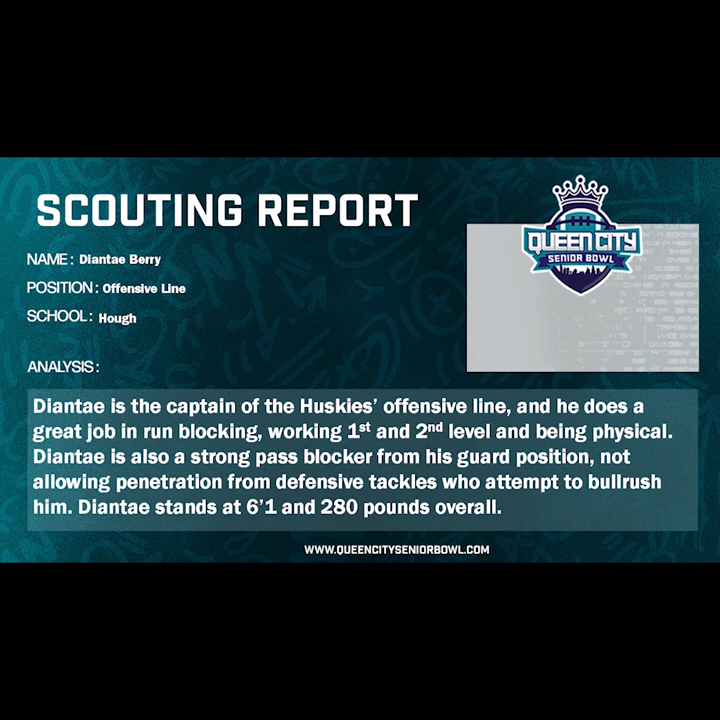 SCOUTING REPORT
QUEEN CITY
SENIOR BOWL
NAME: Diantae Berry
POSITION: Offensive Line
SCHOOL: Hough
ANALYSIS:
Diantae is the captain of the Huskies' offensive line, and he does a
great job in run blocking, working 1st and 2nd level and being physical.
Diantae is also a strong pass blocker from his guard position, not
allowing penetration from defensive tackles who attempt to bullrush
him. Diantae stands at 6'1 and 280 pounds overall.
WWW.QUEENCITYSENIORBOWL.COM